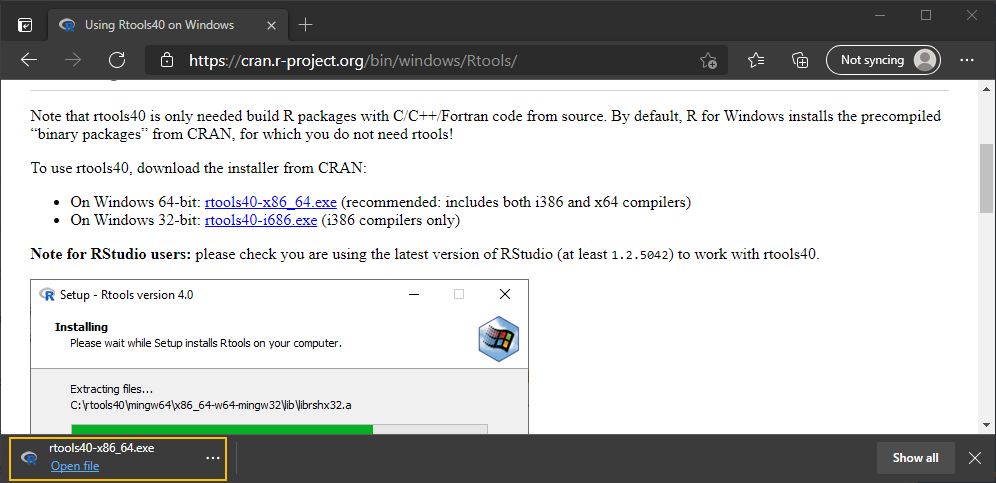 Using Rtools40 on Windows
https://cran.r-project.org/bin/windows/Rtools/
Not syncing
Note that rtools40 is only needed build R packages with C/C++/Fortran code from source. By default, R for Windows installs the precompiled
“binary packages” from CRAN, for which you do not need rtools!
To use rtools40, download the installer from CRAN:
• On Windows 64-bit: rtools40-x86_64.exe (recommended: includes both i386 and x64 compilers)
• On Windows 32-bit: rtools40-i686.exe (i386 compilers only)
Note for RStudio users: please check you are using the latest version of RStudio (at least 1.2.5042) to work with rtools40.
Setup - Rtools version 4.0
Installing
Please wait while Setup installs Rtools on your computer.
Extracting files...
C:\rtools40\mingw64\x86_64-w64-mingw32\lib\librshx32.a
rtools40-x86_64.exe
Open file
Show all